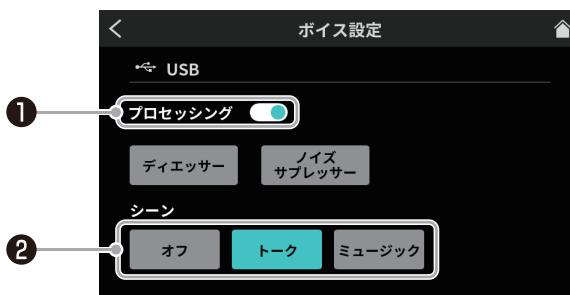 ボイス設定
USB
❶
プロセッシング
ディエッサー
ノイズ
サプレッサー
シーン
❷
オフ
トーク
ミュージック